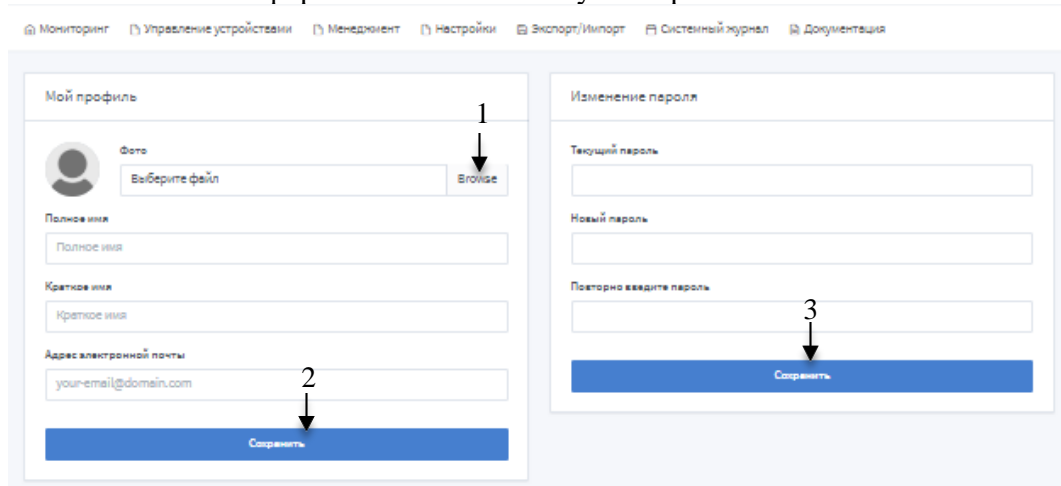 Мониторинг Управление устройствами Менеджмент Настройки Экспорт/Импорт Системный журнал Документация
Мой профиль
1
Фото
Выберите файл Browse
Полное имя
Полное имя
Краткое имя
Краткое имя
Адрес электронной почты
your-email@domain.com
2
Сохранить
Изменение пароля
Текущий пароль
Новый пароль
Повторно введите пароль
3
Сохранить